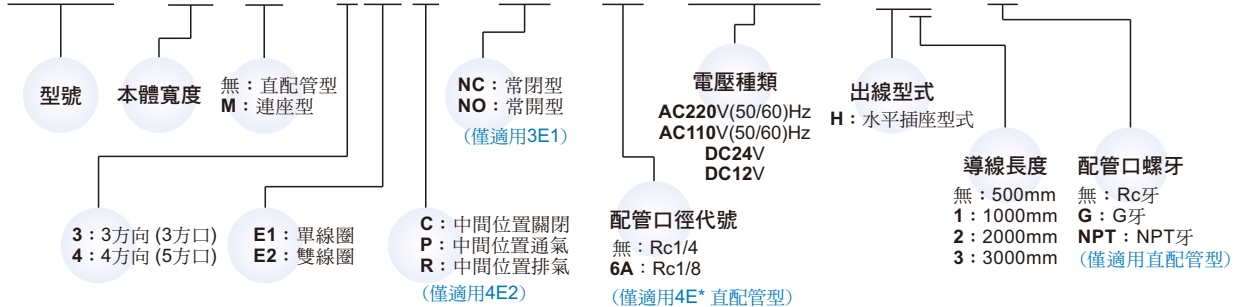 型號
本體寬度
無：直配管型
M：連座型
NC：常閉型
NO：常開型
(僅適用3E1)
電壓種類
AC220V(50/60)Hz
AC110V(50/60)Hz
DC24V
DC12V
出線型式
H：水平插座型式
3：3方向 (3方口)
4：4方向 (5方口)
E1：單線圈
E2：雙線圈
C：中間位置關閉
P：中間位置通氣
R：中間位置排氣
(僅適用4E2)
配管口徑代號
無：Rc1/4
6A：Rc1/8
(僅適用4E* 直配管型)
導線長度
無：500mm
1：1000mm
2：2000mm
3：3000mm
配管口螺牙
無：Rc牙
G：G牙
NPT：NPT牙
(僅適用直配管型)